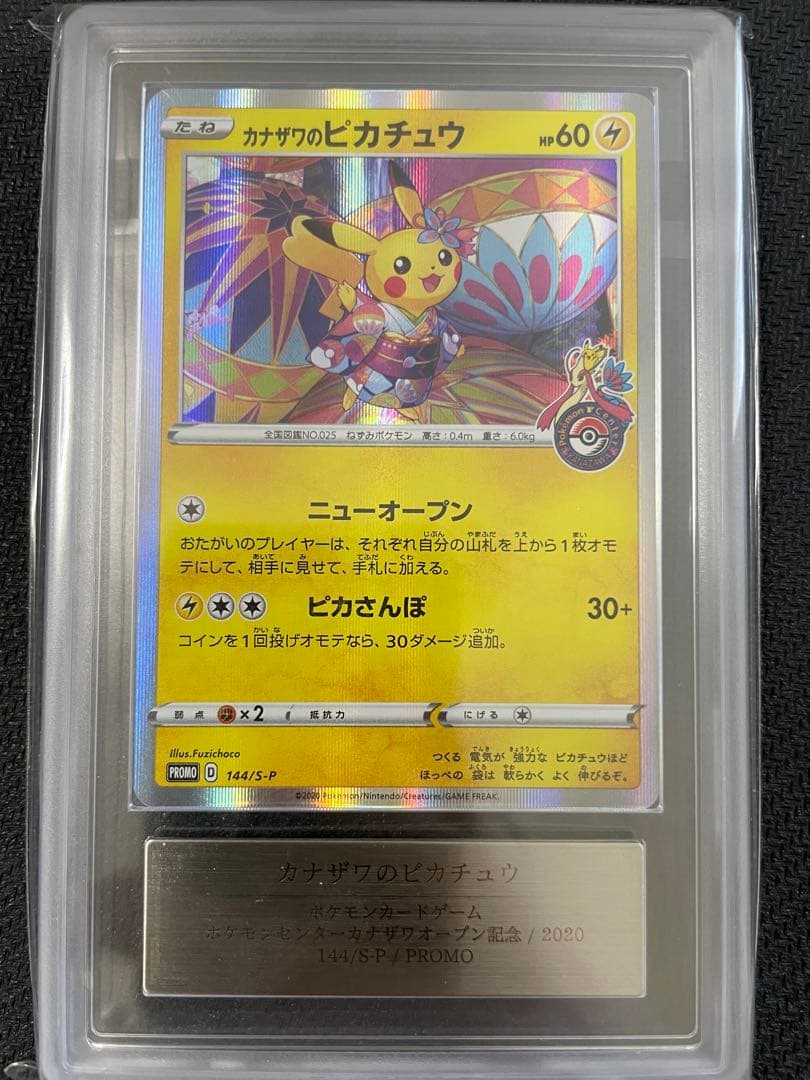 たね カナザワのピカチュウ HP60
Pokémon Center
KANAZAWA
全国図鑑NO.025 ねずみポケモン 高さ:0.4m 重さ:6.0kg
ニューオープン
おたがいのプレイヤーは、それぞれ自分の山札を上から1枚オモ
テにして、相手に見せて、手札に加える。
ピカさんぽ 30+
コインを1回投げオモテなら、30ダメージ追加。
弱点 ×2 抵抗力 にげる
Illus.Fuzichoco
つくる 電気が 強力な ピカチュウほど
ほっぺの 袋は 軟らかく よく 伸びるぞ。
PROMO D 144/S-P
©2020 Pokémon/Nintendo/Creatures/GAME FREAK.
カナザワのピカチュウ
ポケモンカードゲーム
ポケモンセンターカナザワオープン記念 / 2020
144/S-P / PROMO